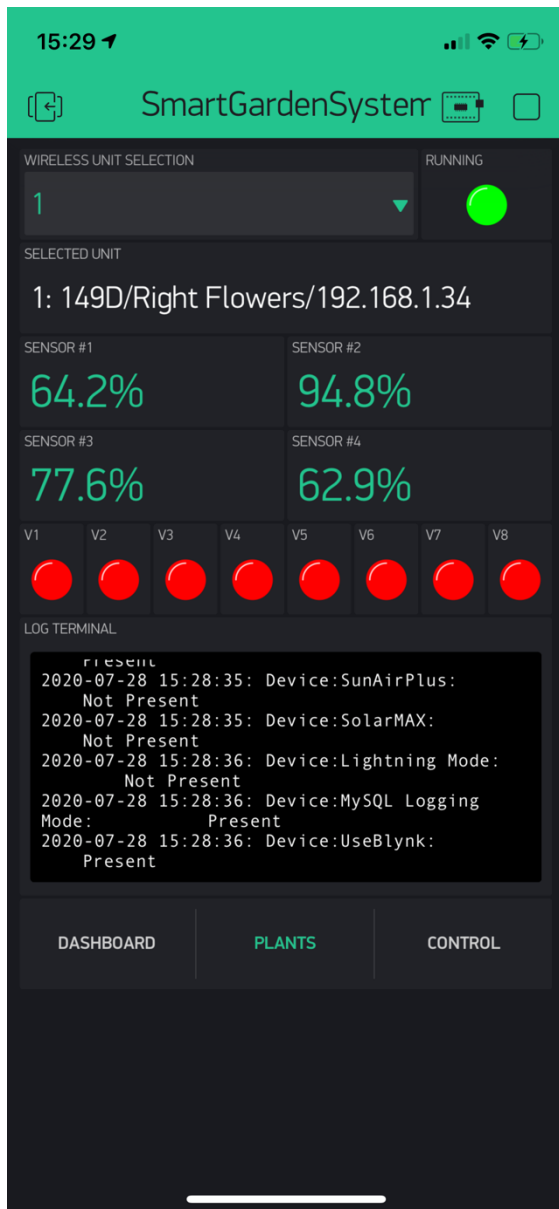 15:29
SmartGardenSystem
WIRELESS UNIT SELECTION
RUNNING
1
SELECTED UNIT
1: 149D/Right Flowers/192.168.1.34
SENSOR #1
SENSOR #2
64.2%
94.8%
SENSOR #3
SENSOR #4
77.6%
62.9%
V1 V2 V3 V4 V5 V6 V7 V8
LOG TERMINAL
Present
2020-07-28 15:28:35: Device:SunAirPlus:
Not Present
2020-07-28 15:28:35: Device:SolarMAX:
Not Present
2020-07-28 15:28:36: Device:Lightning Mode:
Not Present
2020-07-28 15:28:36: Device:MySQL Logging
Mode: Present
2020-07-28 15:28:36: Device:UseBlynk:
Present
DASHBOARD
PLANTS
CONTROL